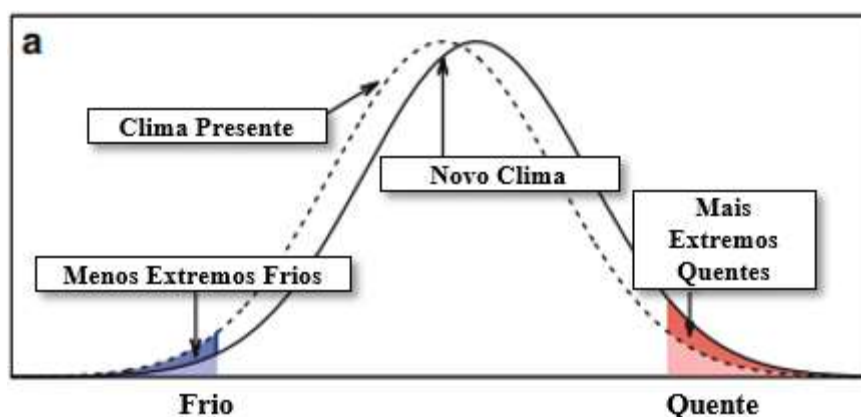 a
Clima Presente
Novo Clima
Mais
Extremos
Quentes
Menos Extremos Frios
Frio
Quente